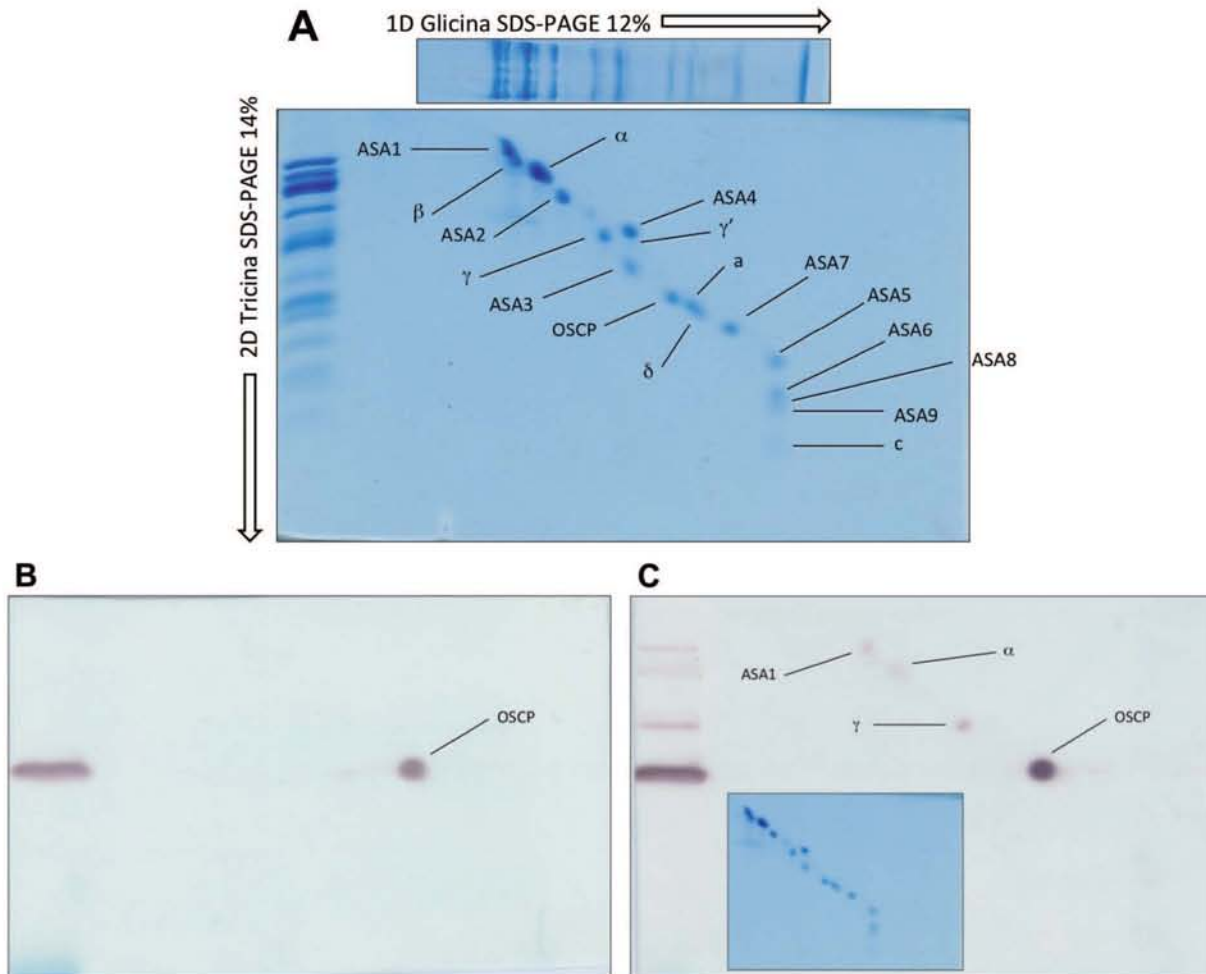 A
1D Glicina SDS-PAGE 12%
2D Tricina SDS-PAGE 14%
ASA1
α
β
ASA2
ASA4
γ'
γ
ASA3
a
ASA7
OSCP
δ
ASA5
ASA6
ASA8
ASA9
c
B
OSCP
C
ASA1
α
γ
OSCP